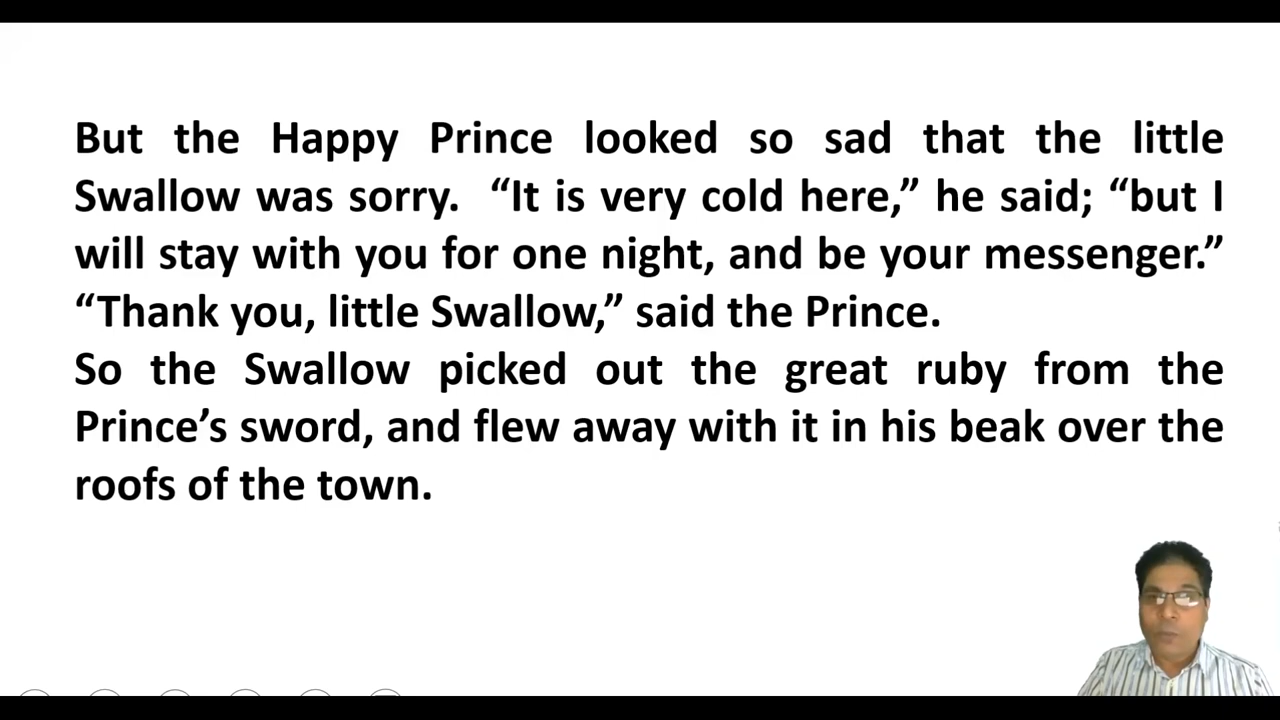 But the Happy Prince looked so sad that the little
Swallow was sorry.  “It is very cold here,” he said; “but I
will stay with you for one night, and be your messenger.”
“Thank you, little Swallow,” said the Prince.
So the Swallow picked out the great ruby from the
Prince’s sword, and flew away with it in his beak over the
roofs of the town.